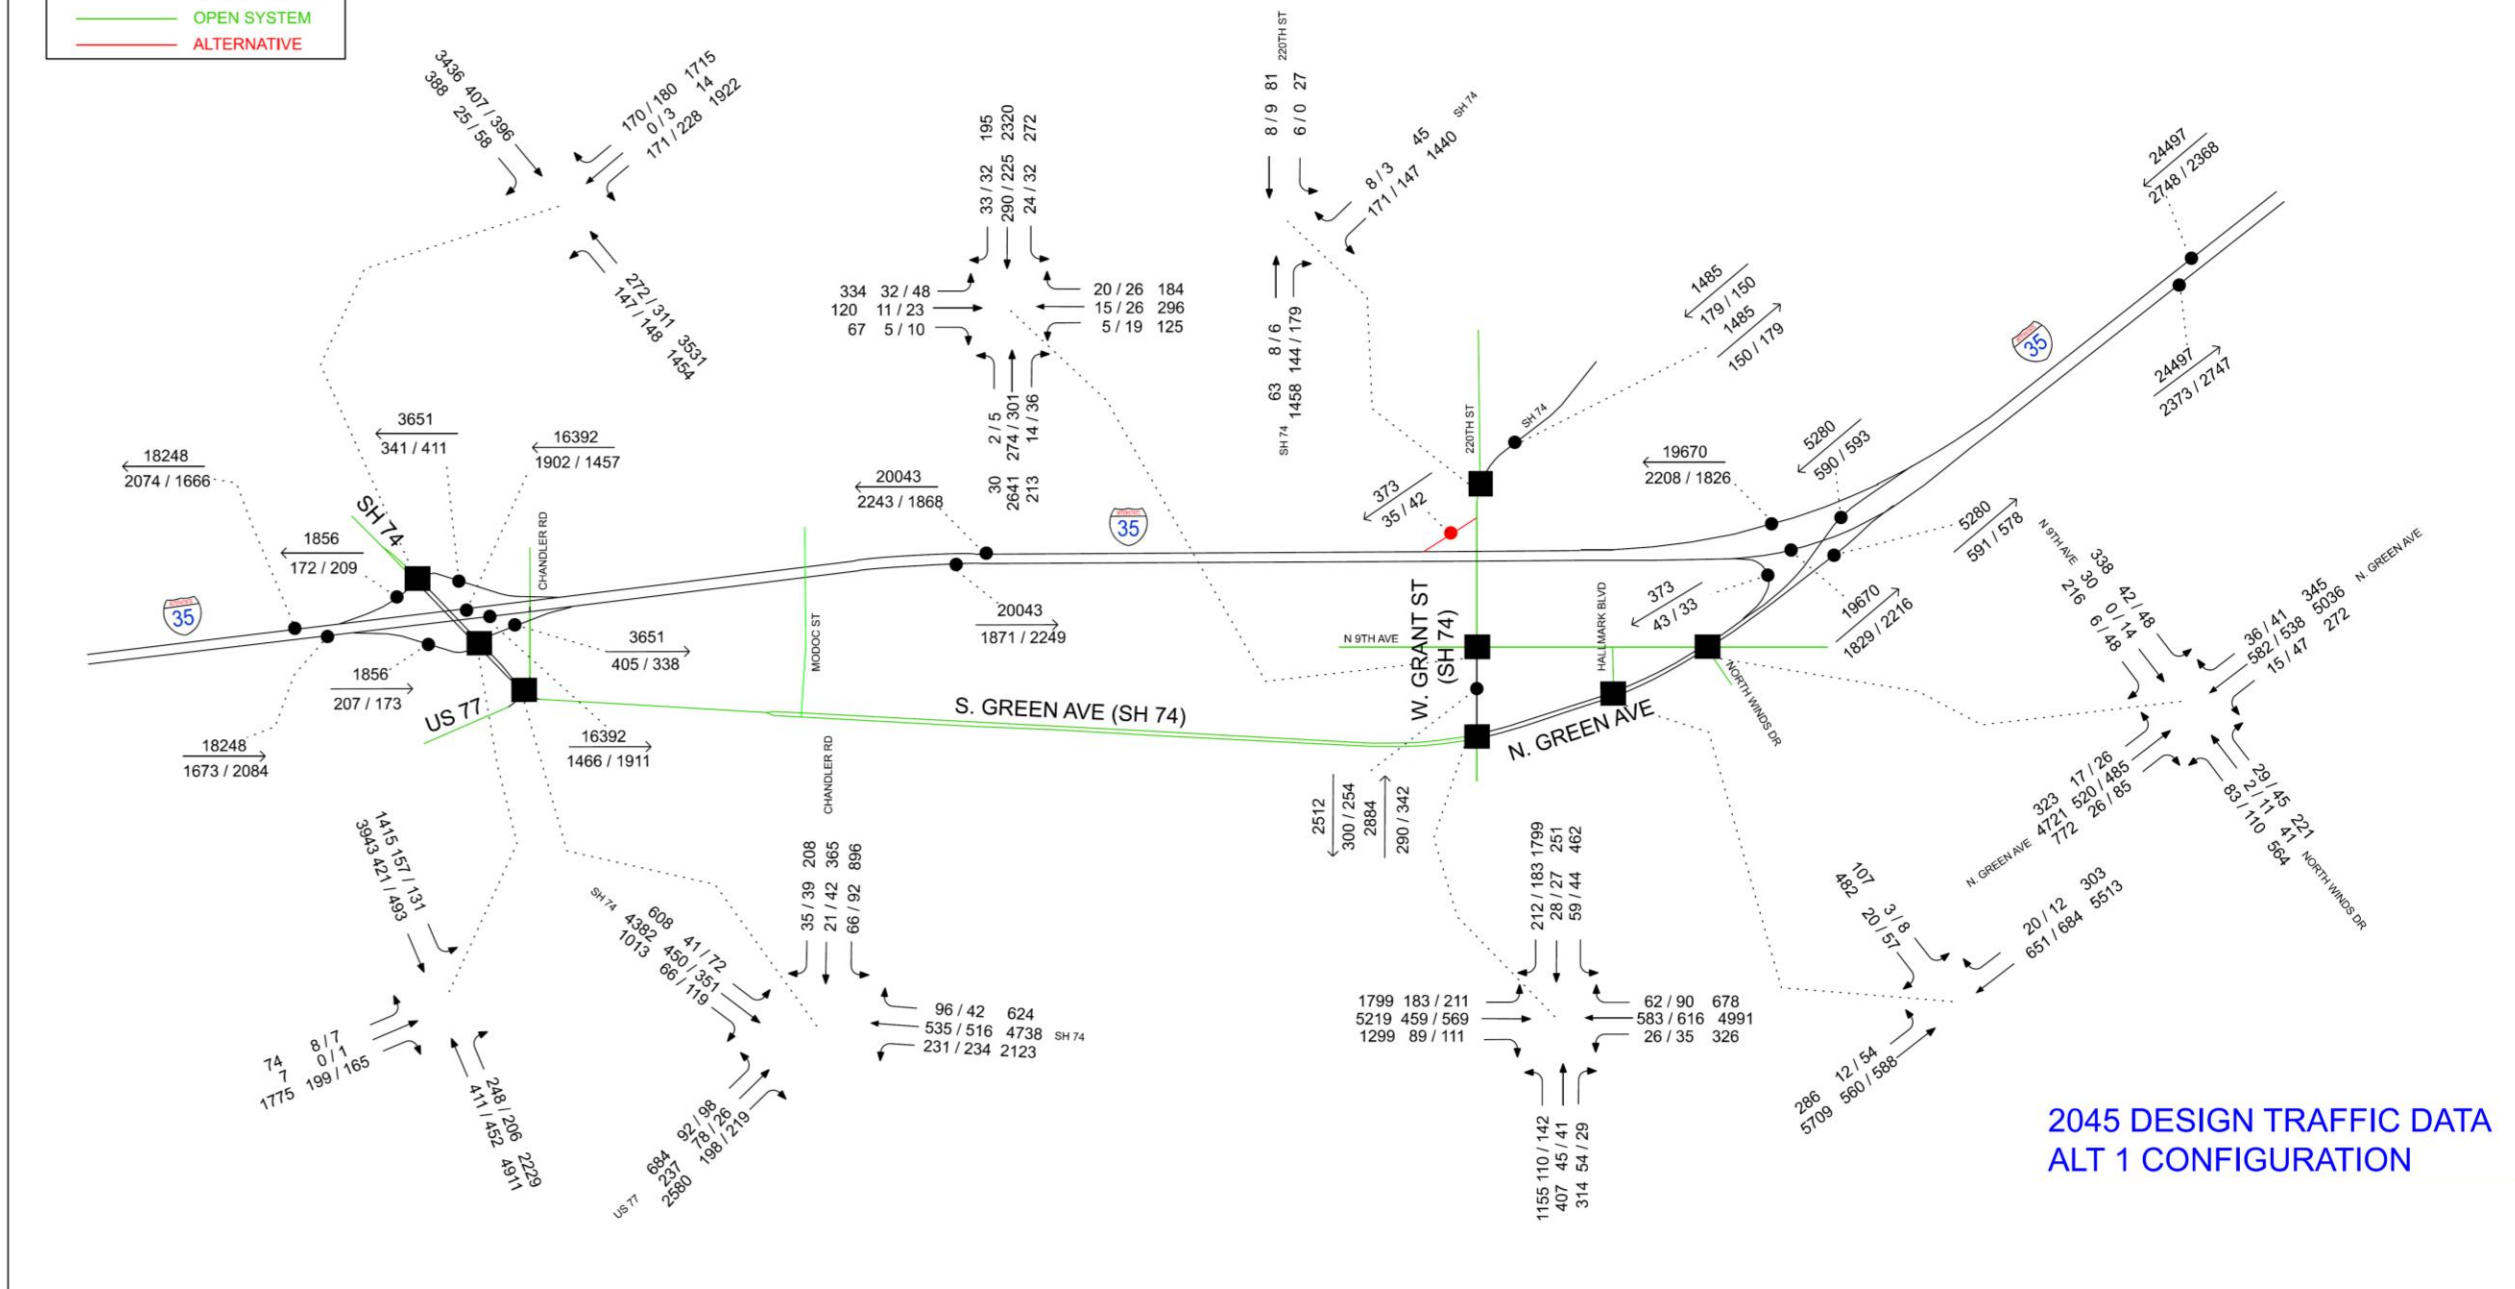 OPEN SYSTEM
ALTERNATIVE
3436 407 / 396
388 25 / 58
170 / 180 1715
0 / 3 14
171 / 228 1922
272 / 311 3531
147 / 148 1454
33 / 32 195
290 / 225 2320
24 / 32 272
334 32 / 48
120 11 / 23
67 5 / 10
20 / 26 184
15 / 26 296
5 / 19 125
30 2 / 5
2641 274 / 301
213 14 / 36
220TH ST
8 / 9 81
6 / 0 27
SH 74
8 / 3 45
171 / 147 1440
63 8 / 6
1458 144 / 179
SH 74
24497
2748 / 2368
1485
179 / 150
1485
150 / 179
35
24497
2373 / 2747
220TH ST
SH 74
3651
341 / 411
16392
1902 / 1457
18248
2074 / 1666
SH 74
CHANDLER RD
1856
172 / 209
35
20043
2243 / 1868
35
373
35 / 42
19670
2208 / 1826
5280
590 / 593
5280
591 / 578
20043
1871 / 2249
MODOC ST
N 9TH AVE
W. GRANT ST
(SH 74)
HALLMARK BLVD
373
43 / 33
19670
1829 / 2216
3651
405 / 338
1856
207 / 173
US 77
18248
1673 / 2084
16392
1466 / 1911
S. GREEN AVE (SH 74)
N. GREEN AVE
NORTH WINDS DR
N 9TH AVE
338 42 / 48
30 0 / 14
216 6 / 48
N. GREEN AVE
36 / 41 345
582 / 538 5036
15 / 47 272
323 17 / 26
4721 520 / 485
772 26 / 85
N. GREEN AVE
29 / 45 221
2 / 11 41
83 / 110 564
NORTH WINDS DR
2512
300 / 254
2884
290 / 342
1415 157 / 131
3943 421 / 493
74 8 / 7
7 0 / 1
1775 199 / 165
248 / 206 2229
411 / 452 4911
CHANDLER RD
35 / 39 208
21 / 42 365
66 / 92 896
SH 74
608 41 / 72
4382 450 / 351
1013 66 / 119
96 / 42 624
535 / 516 4738 SH 74
231 / 234 2123
684 92 / 98
237 78 / 26
2580 198 / 219
US 77
212 / 183 1799
28 / 27 251
59 / 44 462
1799 183 / 211
5219 459 / 569
1299 89 / 111
62 / 90 678
583 / 616 4991
26 / 35 326
1155 110 / 142
407 45 / 41
314 54 / 29
107 3 / 8
482 20 / 57
20 / 12 303
651 / 684 5513
286 12 / 54
5709 560 / 588
2045 DESIGN TRAFFIC DATA
ALT 1 CONFIGURATION